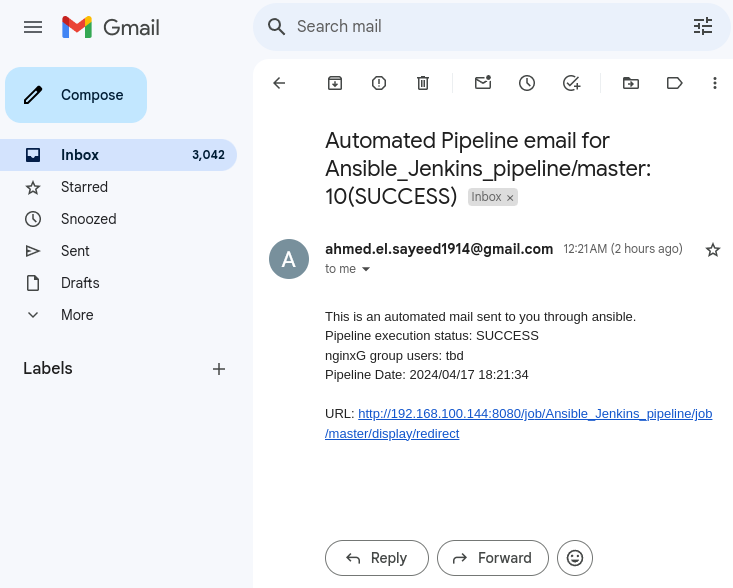 Gmail
Search mail
Compose
Inbox 3,042
Starred
Snoozed
Sent
Drafts
More
Labels
Automated Pipeline email for
Ansible_Jenkins_pipeline/master:
10(SUCCESS) Inbox ×
A
ahmed.el.sayeed1914@gmail.com 12:21 AM (2 hours ago)
to me
This is an automated mail sent to you through ansible.
Pipeline execution status: SUCCESS
nginxG group users: tbd
Pipeline Date: 2024/04/17 18:21:34
URL: http://192.168.100.144:8080/job/Ansible_Jenkins_pipeline/job
/master/display/redirect
Reply Forward